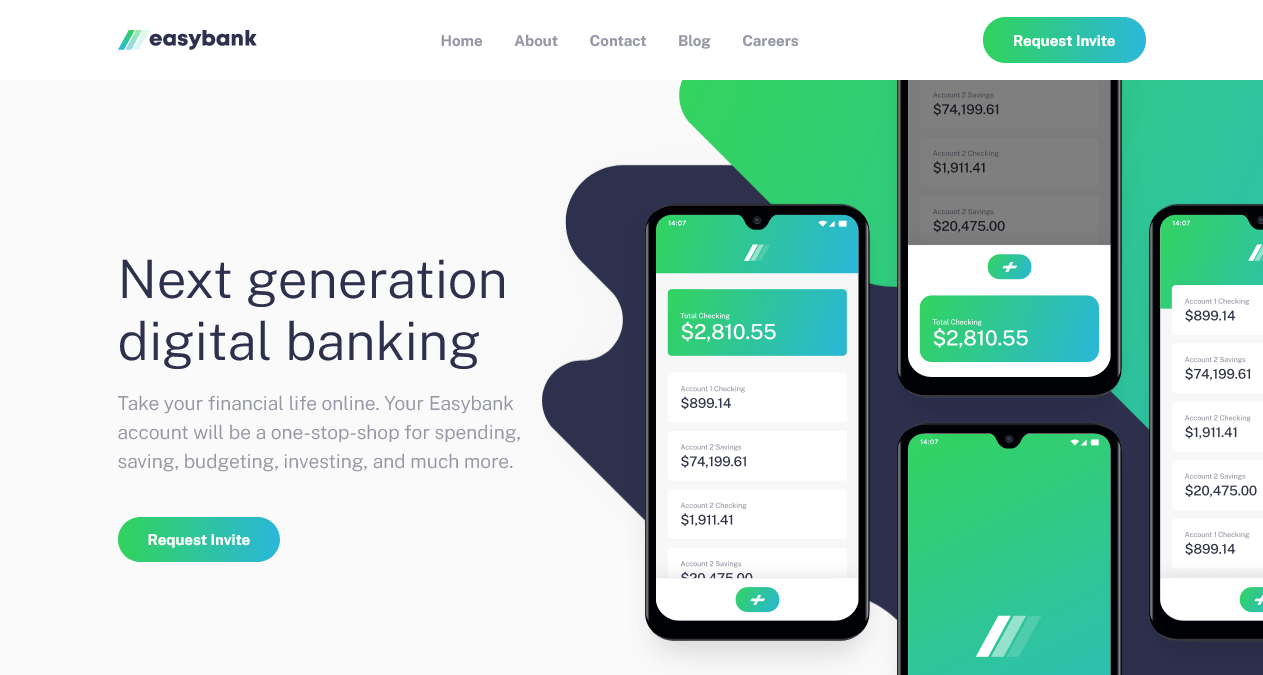 easybank
Home
About
Contact
Blog
Careers
Request Invite
Next generation
digital banking
Take your financial life online. Your Easybank
account will be a one-stop-shop for spending,
saving, budgeting, investing, and much more.
Request Invite
14:07
Total Checking
$2,810.55
Account 1 Checking
$899.14
Account 2 Savings
$74,199.61
Account 2 Checking
$1,911.41
Account 2 Savings
$20,475.00
Account 2 Savings
$74,199.61
Account 2 Checking
$1,911.41
Account 2 Savings
$20,475.00
Total Checking
$2,810.55
14:07
14:07
Account 1 Checking
$899.14
Account 2 Savings
$74,199.61
Account 2 Checking
$1,911.41
Account 2 Savings
$20,475.00
Account 1 Checking
$899.14